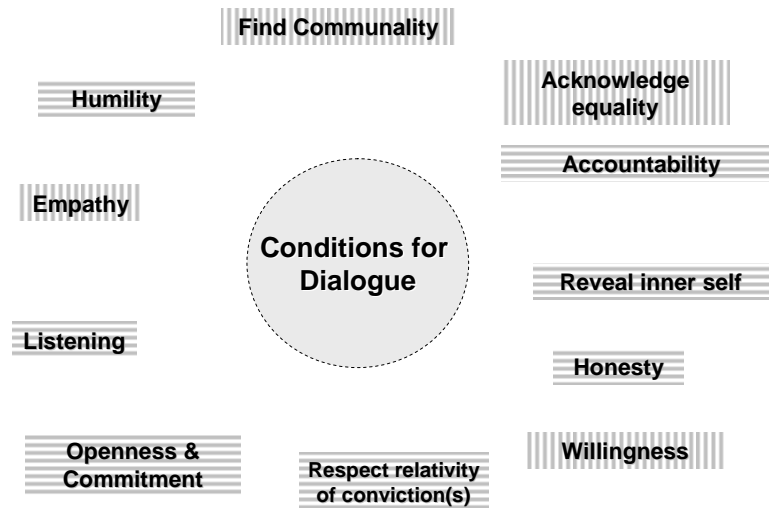 Find Communality
Humility
Acknowledge
equality
Accountability
Empathy
Conditions for
Dialogue
Reveal inner self
Listening
Honesty
Openness &
Commitment
Willingness
Respect relativity
of conviction(s)